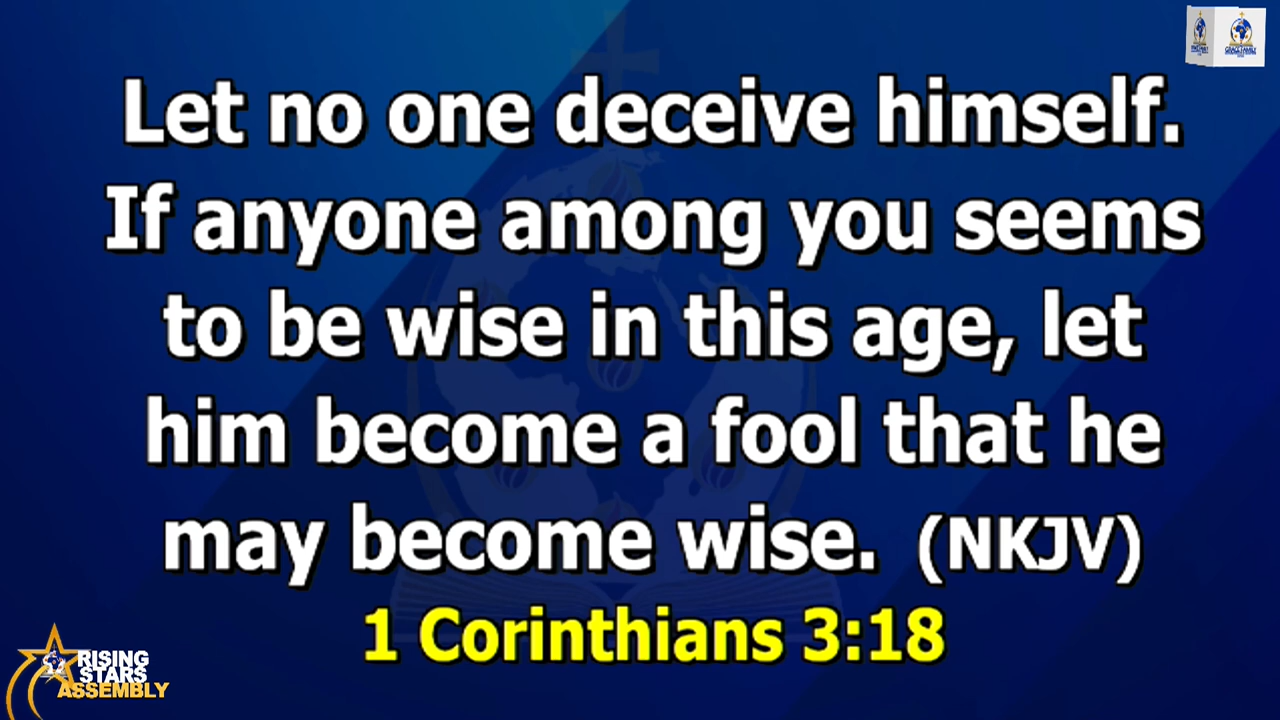 Let no one deceive himself.
If anyone among you seems
to be wise in this age, let
him become a fool that he
may become wise. (NKJV)
1 Corinthians 3:18
RISING
STARS
ASSEMBLY